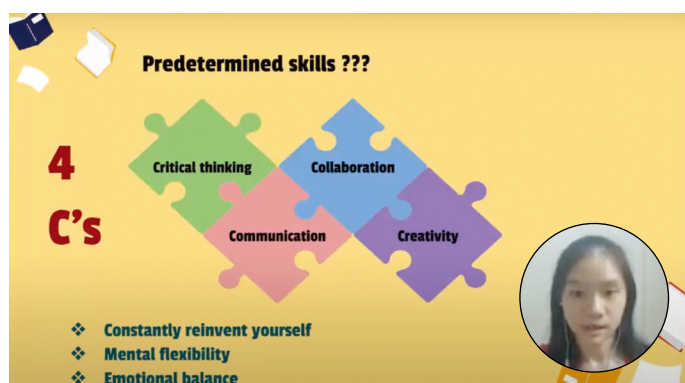 Predetermined skills ???
4
C's
Critical thinking
Collaboration
Communication
Creativity
Constantly reinvent yourself
Mental flexibility
Emotional balance